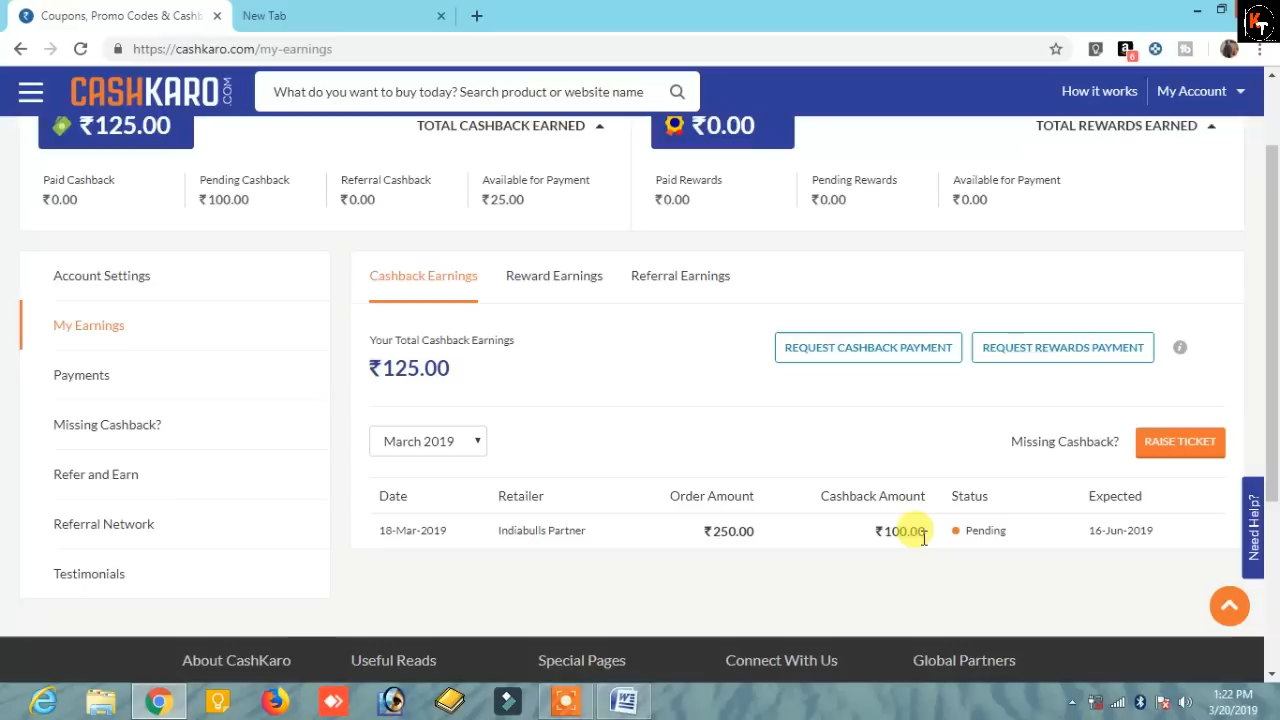 Coupons, Promo Codes & Cashb
New Tab
KT
https://cashkaro.com/my-earnings
6
CASHKARO.COM
What do you want to buy today? Search product or website name
How it works
My Account
₹125.00
TOTAL CASHBACK EARNED
₹0.00
TOTAL REWARDS EARNED
Paid Cashback
Pending Cashback
Referral Cashback
Available for Payment
Paid Rewards
Pending Rewards
Available for Payment
₹0.00
₹100.00
₹0.00
₹25.00
₹0.00
₹0.00
₹0.00
Account Settings
My Earnings
Payments
Missing Cashback?
Refer and Earn
Referral Network
Testimonials
Cashback Earnings
Reward Earnings
Referral Earnings
Your Total Cashback Earnings
₹125.00
REQUEST CASHBACK PAYMENT
REQUEST REWARDS PAYMENT
March 2019
Missing Cashback?
RAISE TICKET
Date
Retailer
Order Amount
Cashback Amount
Status
Expected
18-Mar-2019
Indiabulls Partner
₹250.00
₹100.00
Pending
16-Jun-2019
Need Help?
About CashKaro
Useful Reads
Special Pages
Connect With Us
Global Partners
1:22 PM
3/20/2019